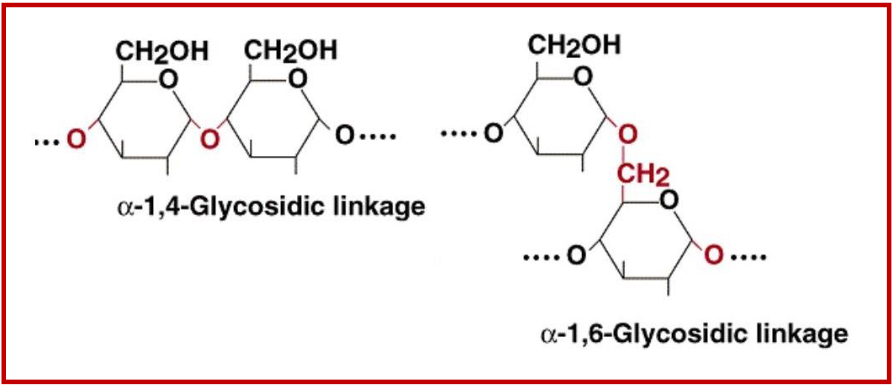 CH2OH CH2OH
O O
...O O O....
α-1,4-Glycosidic linkage
CH2OH
O
....O O
CH2
O
....O O....
α-1,6-Glycosidic linkage